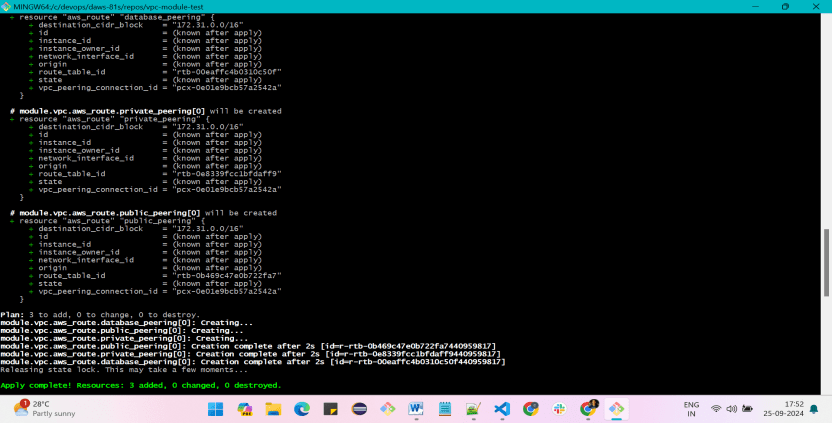 MINGW64:/c/devops/daws-81s/repos/vpc-module-test
+ resource "aws_route" "database_peering" {
+ destination_cidr_block = "172.31.0.0/16"
+ id = (known after apply)
+ instance_id = (known after apply)
+ instance_owner_id = (known after apply)
+ network_interface_id = (known after apply)
+ origin = (known after apply)
+ route_table_id = "rtb-00eaffc4b0310c50f"
+ state = (known after apply)
+ vpc_peering_connection_id = "pcx-0e01e9bcb57a2542a"
}
# module.vpc.aws_route.private_peering[0] will be created
+ resource "aws_route" "private_peering" {
+ destination_cidr_block = "172.31.0.0/16"
+ id = (known after apply)
+ instance_id = (known after apply)
+ instance_owner_id = (known after apply)
+ network_interface_id = (known after apply)
+ origin = (known after apply)
+ route_table_id = "rtb-0e8339fcc1bfdaff9"
+ state = (known after apply)
+ vpc_peering_connection_id = "pcx-0e01e9bcb57a2542a"
}
# module.vpc.aws_route.public_peering[0] will be created
+ resource "aws_route" "public_peering" {
+ destination_cidr_block = "172.31.0.0/16"
+ id = (known after apply)
+ instance_id = (known after apply)
+ instance_owner_id = (known after apply)
+ network_interface_id = (known after apply)
+ origin = (known after apply)
+ route_table_id = "rtb-0b469c47e0b722fa7"
+ state = (known after apply)
+ vpc_peering_connection_id = "pcx-0e01e9bcb57a2542a"
}
Plan: 3 to add, 0 to change, 0 to destroy.
module.vpc.aws_route.database_peering[0]: Creating...
module.vpc.aws_route.public_peering[0]: Creating...
module.vpc.aws_route.private_peering[0]: Creating...
module.vpc.aws_route.public_peering[0]: Creation complete after 2s [id=r-rtb-0b469c47e0b722fa7440959817]
module.vpc.aws_route.private_peering[0]: Creation complete after 2s [id=r-rtb-0e8339fcc1bfdaff9440959817]
module.vpc.aws_route.database_peering[0]: Creation complete after 2s [id=r-rtb-00eaffc4b0310c50f440959817]
Releasing state lock. This may take a few moments...
Apply complete! Resources: 3 added, 0 changed, 0 destroyed.
1
28°C
Partly sunny
PRE
W
ENG
IN
17:52
25-09-2024